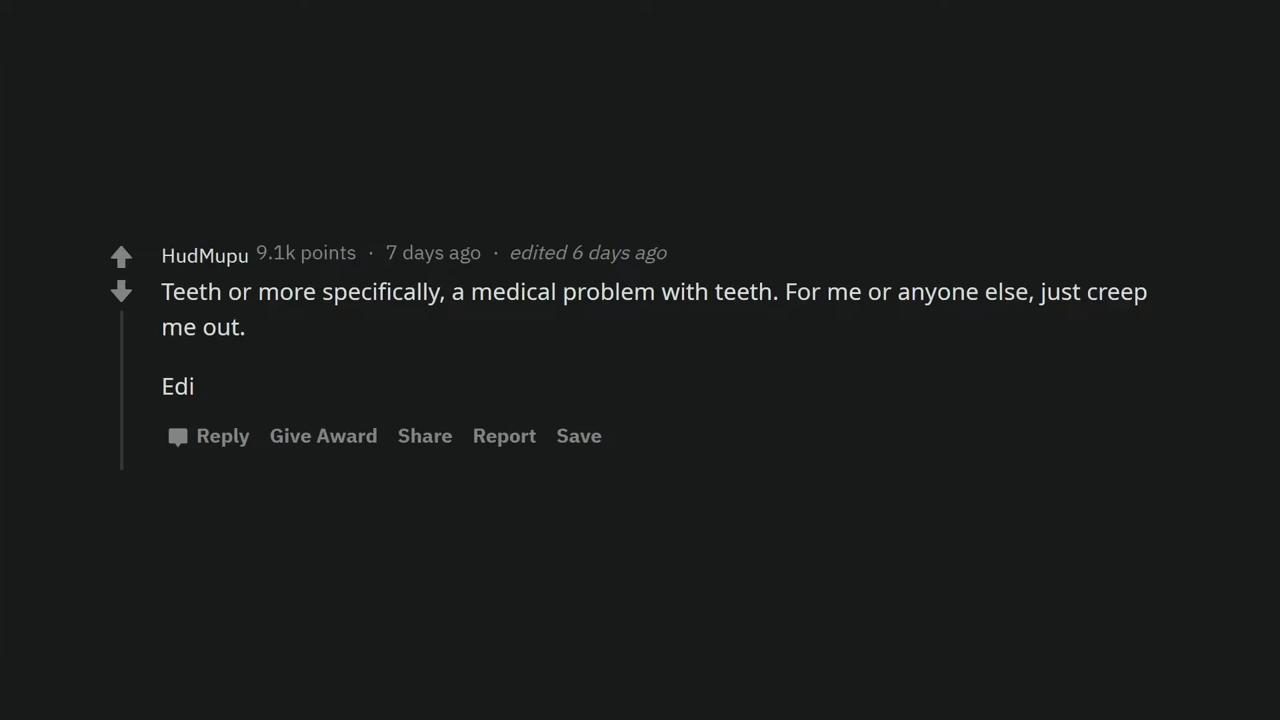 HudMupu 9.1k points · 7 days ago · edited 6 days ago
Teeth or more specifically, a medical problem with teeth. For me or anyone else, just creep
me out.
Edi
Reply Give Award Share Report Save